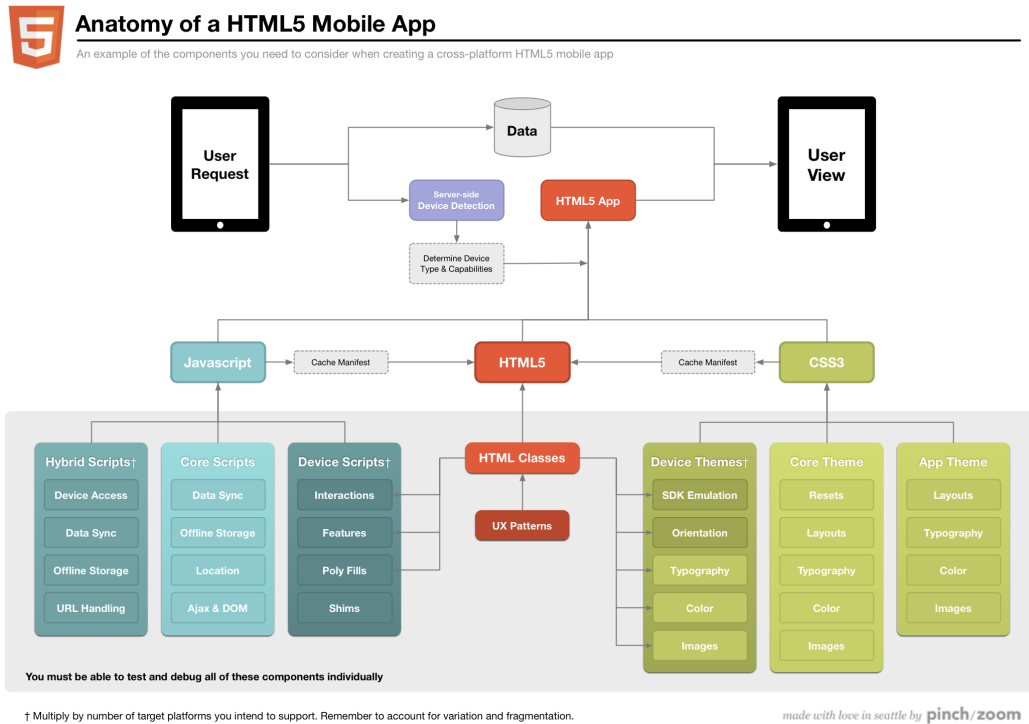 Anatomy of a HTML5 Mobile App
An example of the components you need to consider when creating a cross-platform HTML5 mobile app
User
Request
Data
User
View
Server-side
Device Detection
HTML5 App
Determine Device
Type & Capabilities
Javascript
Cache Manifest
HTML5
Cache Manifest
CSS3
Hybrid Scripts†
Device Access
Data Sync
Offline Storage
URL Handling
Core Scripts
Data Sync
Offline Storage
Location
Ajax & DOM
Device Scripts†
Interactions
Features
Poly Fills
Shims
HTML Classes
UX Patterns
Device Themes†
SDK Emulation
Orientation
Typography
Color
Images
Core Theme
Resets
Layouts
Typography
Color
Images
App Theme
Layouts
Typography
Color
Images
You must be able to test and debug all of these components individually
† Multiply by number of target platforms you intend to support. Remember to account for variation and fragmentation.
made with love in seattle by pinch/zoom